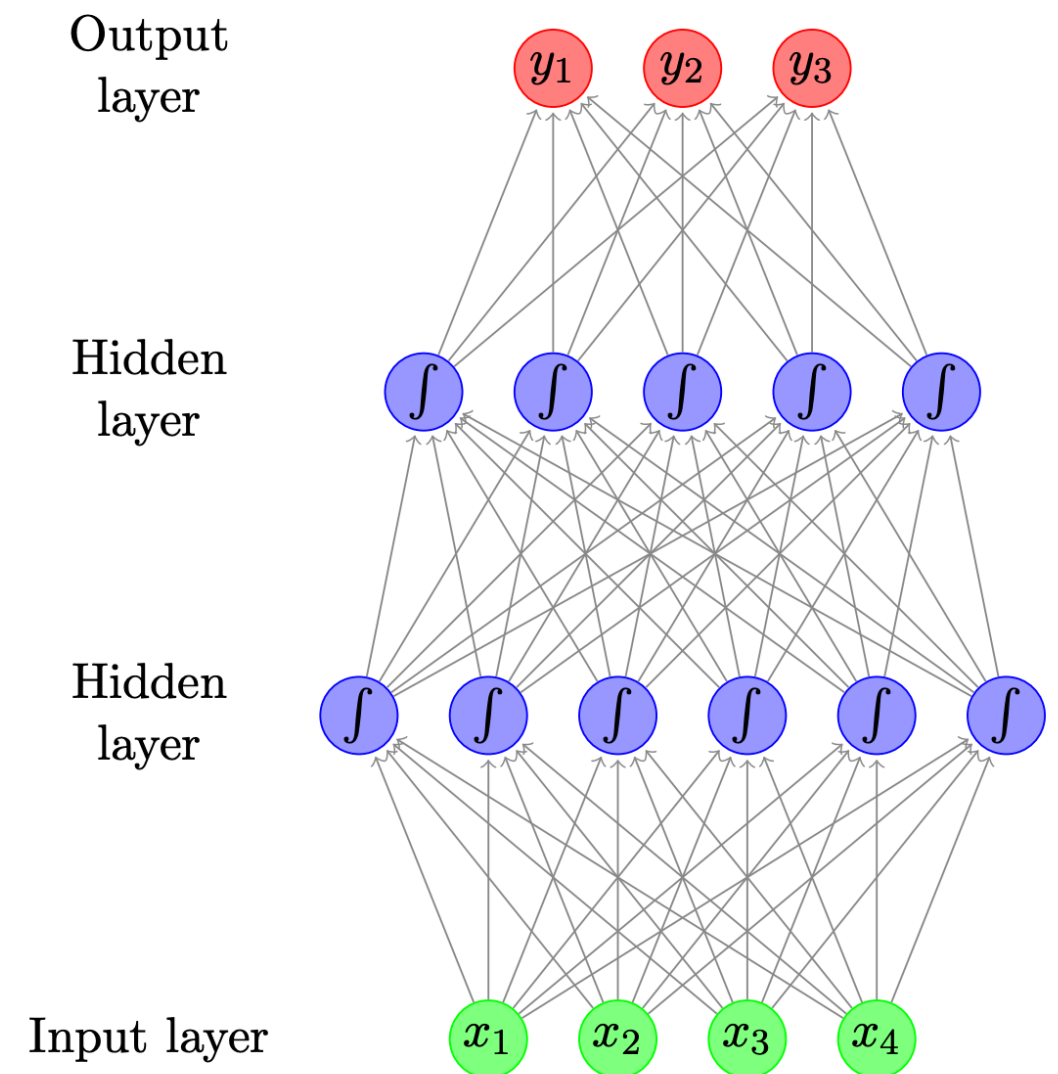 Output
layer
y₁ y₂ y₃
Hidden
layer
∫ ∫ ∫ ∫ ∫
Hidden
layer
∫ ∫ ∫ ∫ ∫ ∫
Input layer
x₁ x₂ x₃ x₄